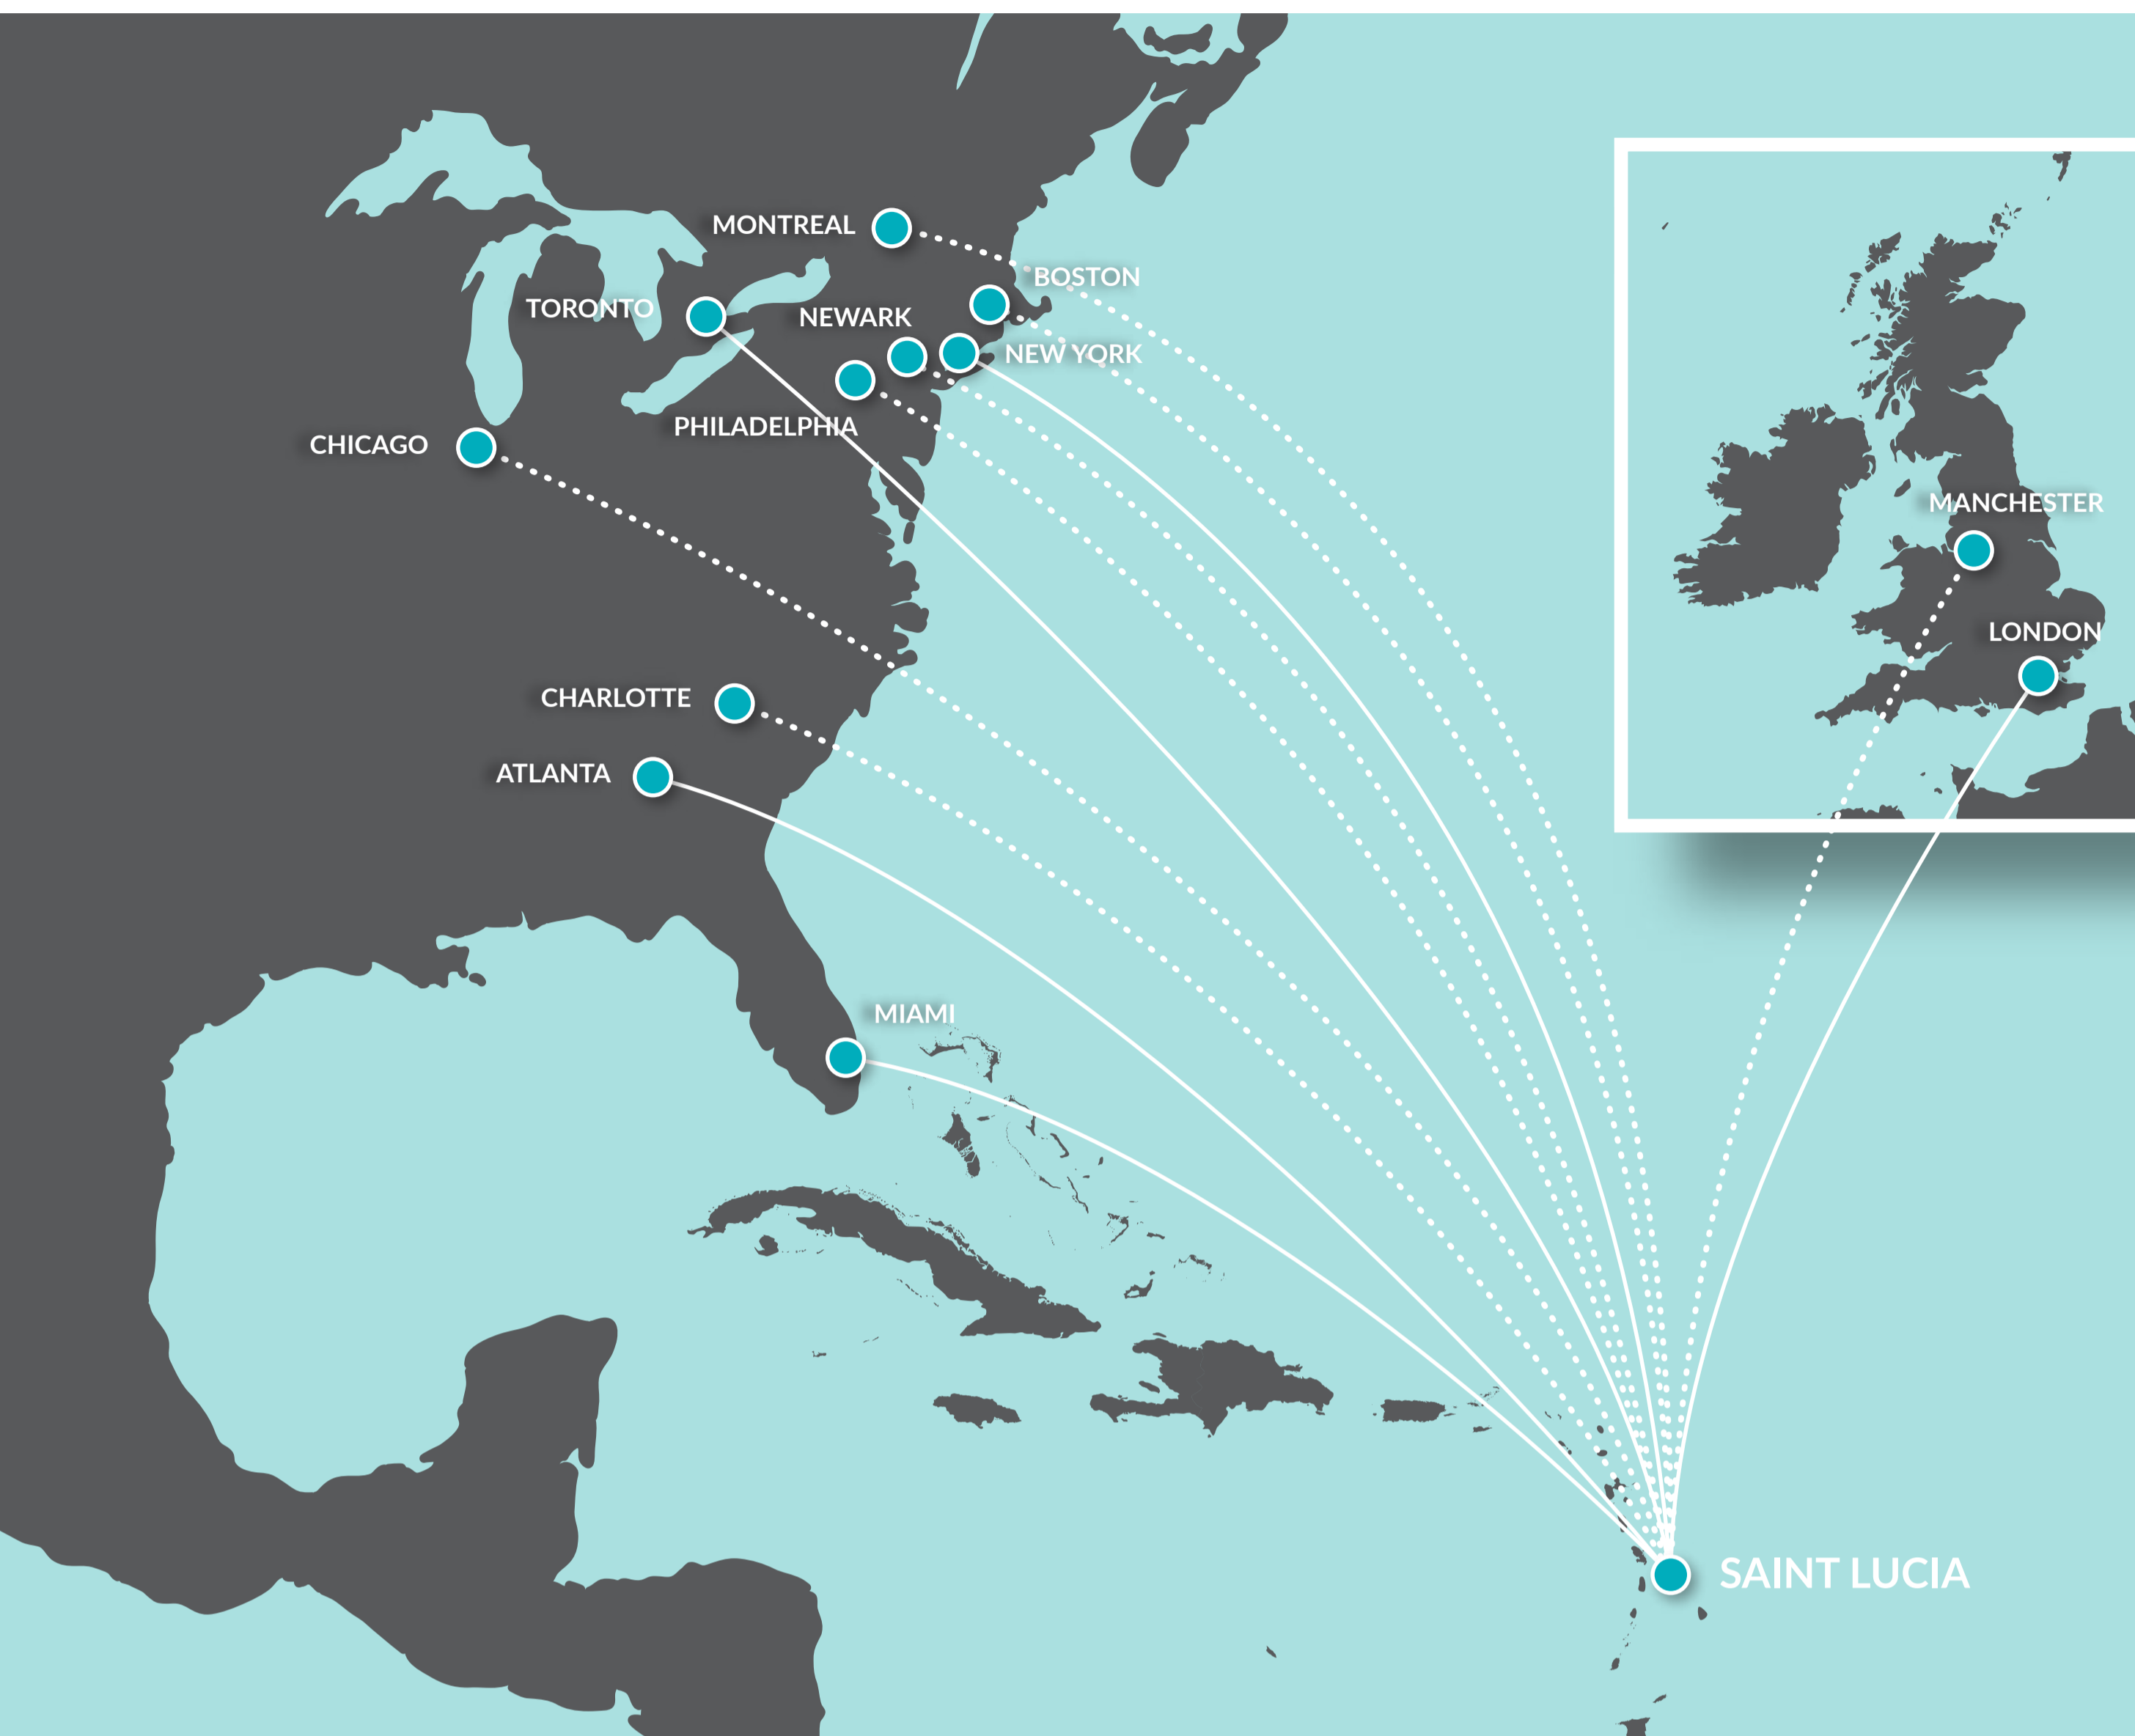 MONTREAL
BOSTON
TORONTO
NEWARK
NEW YORK
PHILADELPHIA
CHICAGO
MANCHESTER
LONDON
CHARLOTTE
ATLANTA
MIAMI
SAINT LUCIA